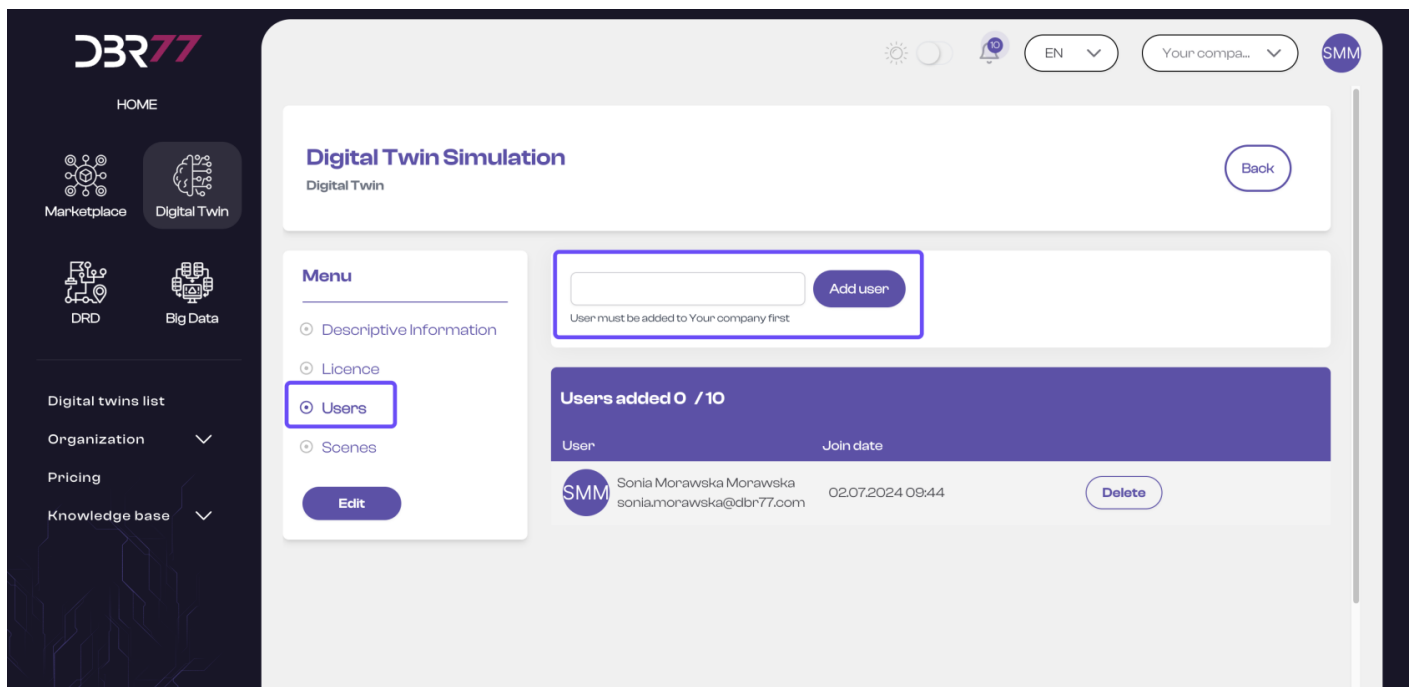 DBR77
10
EN
Your compa...
SMM
HOME
Marketplace
Digital Twin
DRD
Big Data
Digital twins list
Organization
Pricing
Knowledge base
Digital Twin Simulation
Digital Twin
Back
Menu
Descriptive Information
Licence
Users
Scenes
Edit
Add user
User must be added to Your company first
Users added 0 / 10
User Join date
SMM
Sonia Morawska Morawska
sonia.morawska@dbr77.com
02.07.2024 09:44
Delete